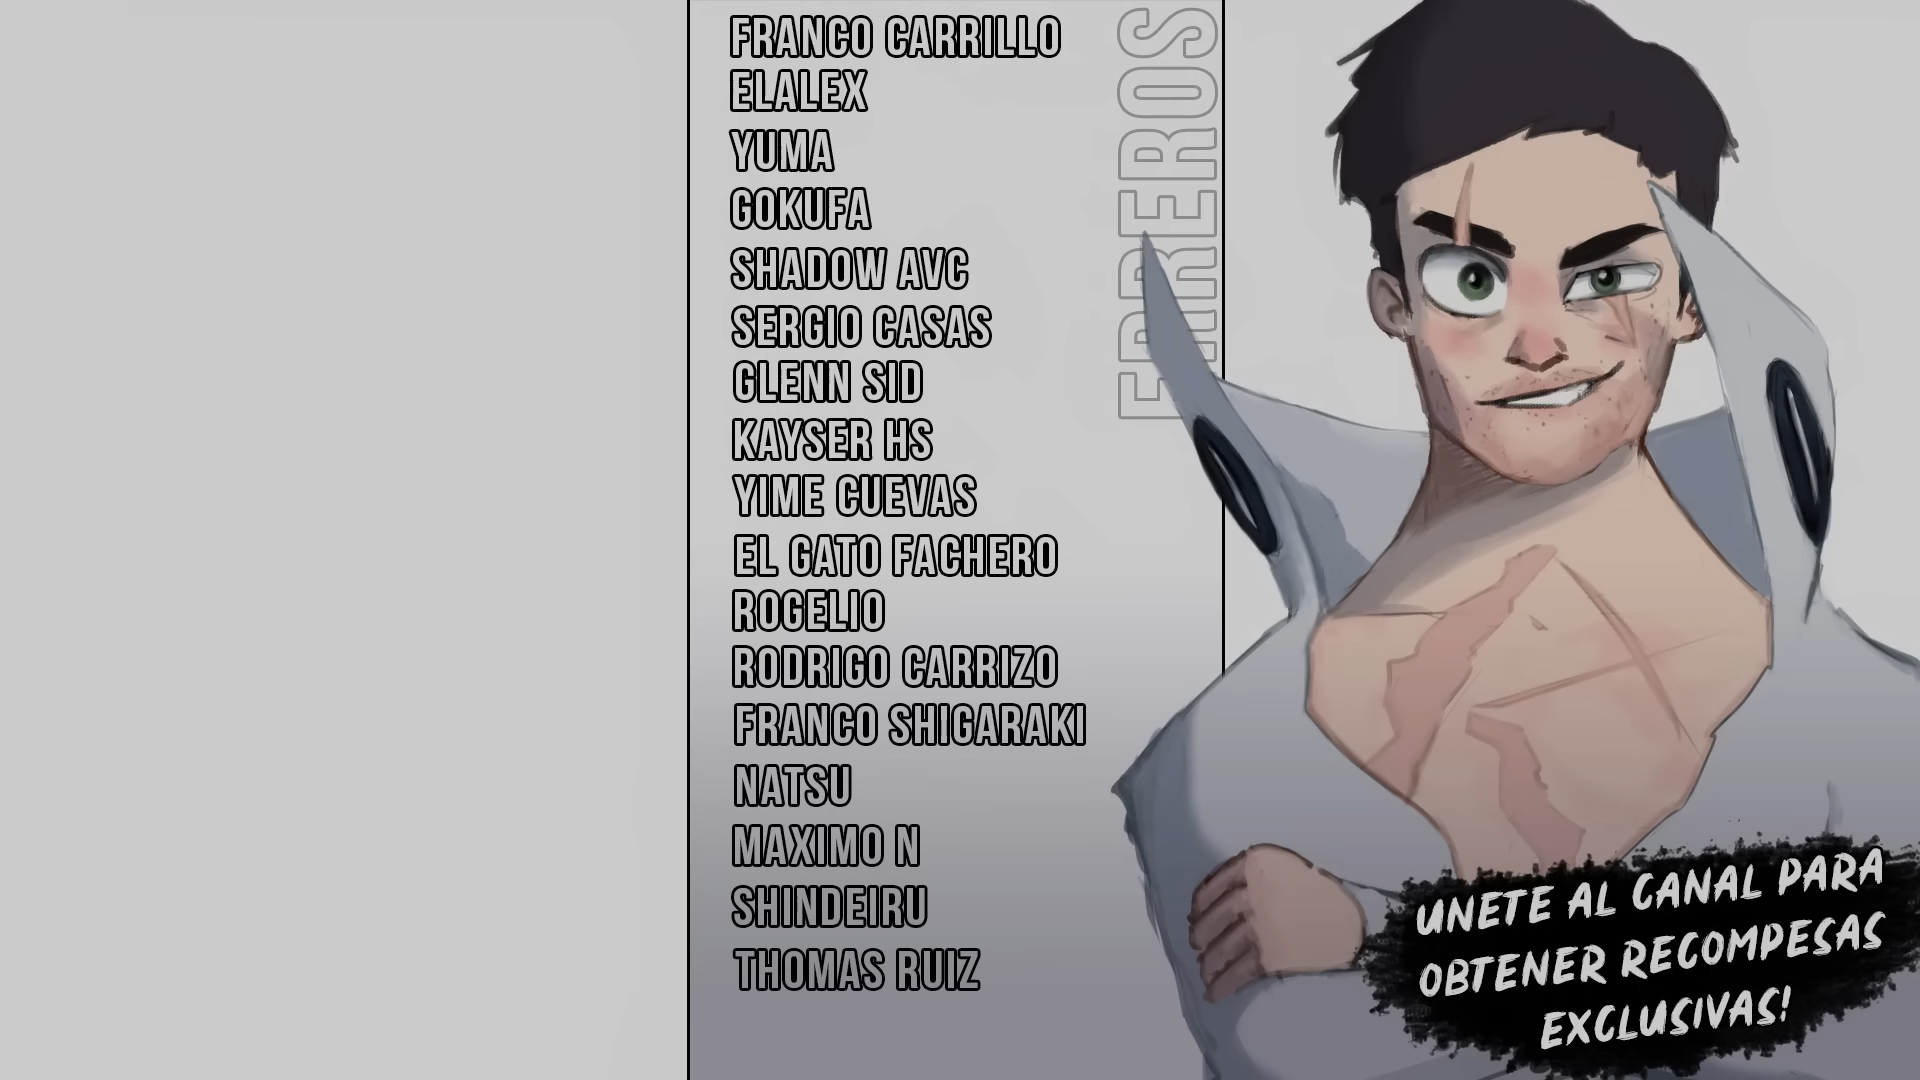 FRANCO CARRILLO
ELALEX
YUMA
GOKUFA
SHADOW AVC
SERGIO CASAS
GLENN SID
KAYSER HS
YIME CUEVAS
EL GATO FACHERO
ROGELIO
RODRIGO CARRIZO
FRANCO SHIGARAKI
NATSU
MAXIMO N
SHINDEIRU
THOMAS RUIZ
ERREROS
UNETE AL CANAL PARA
OBTENER RECOMPESAS
EXCLUSIVAS!